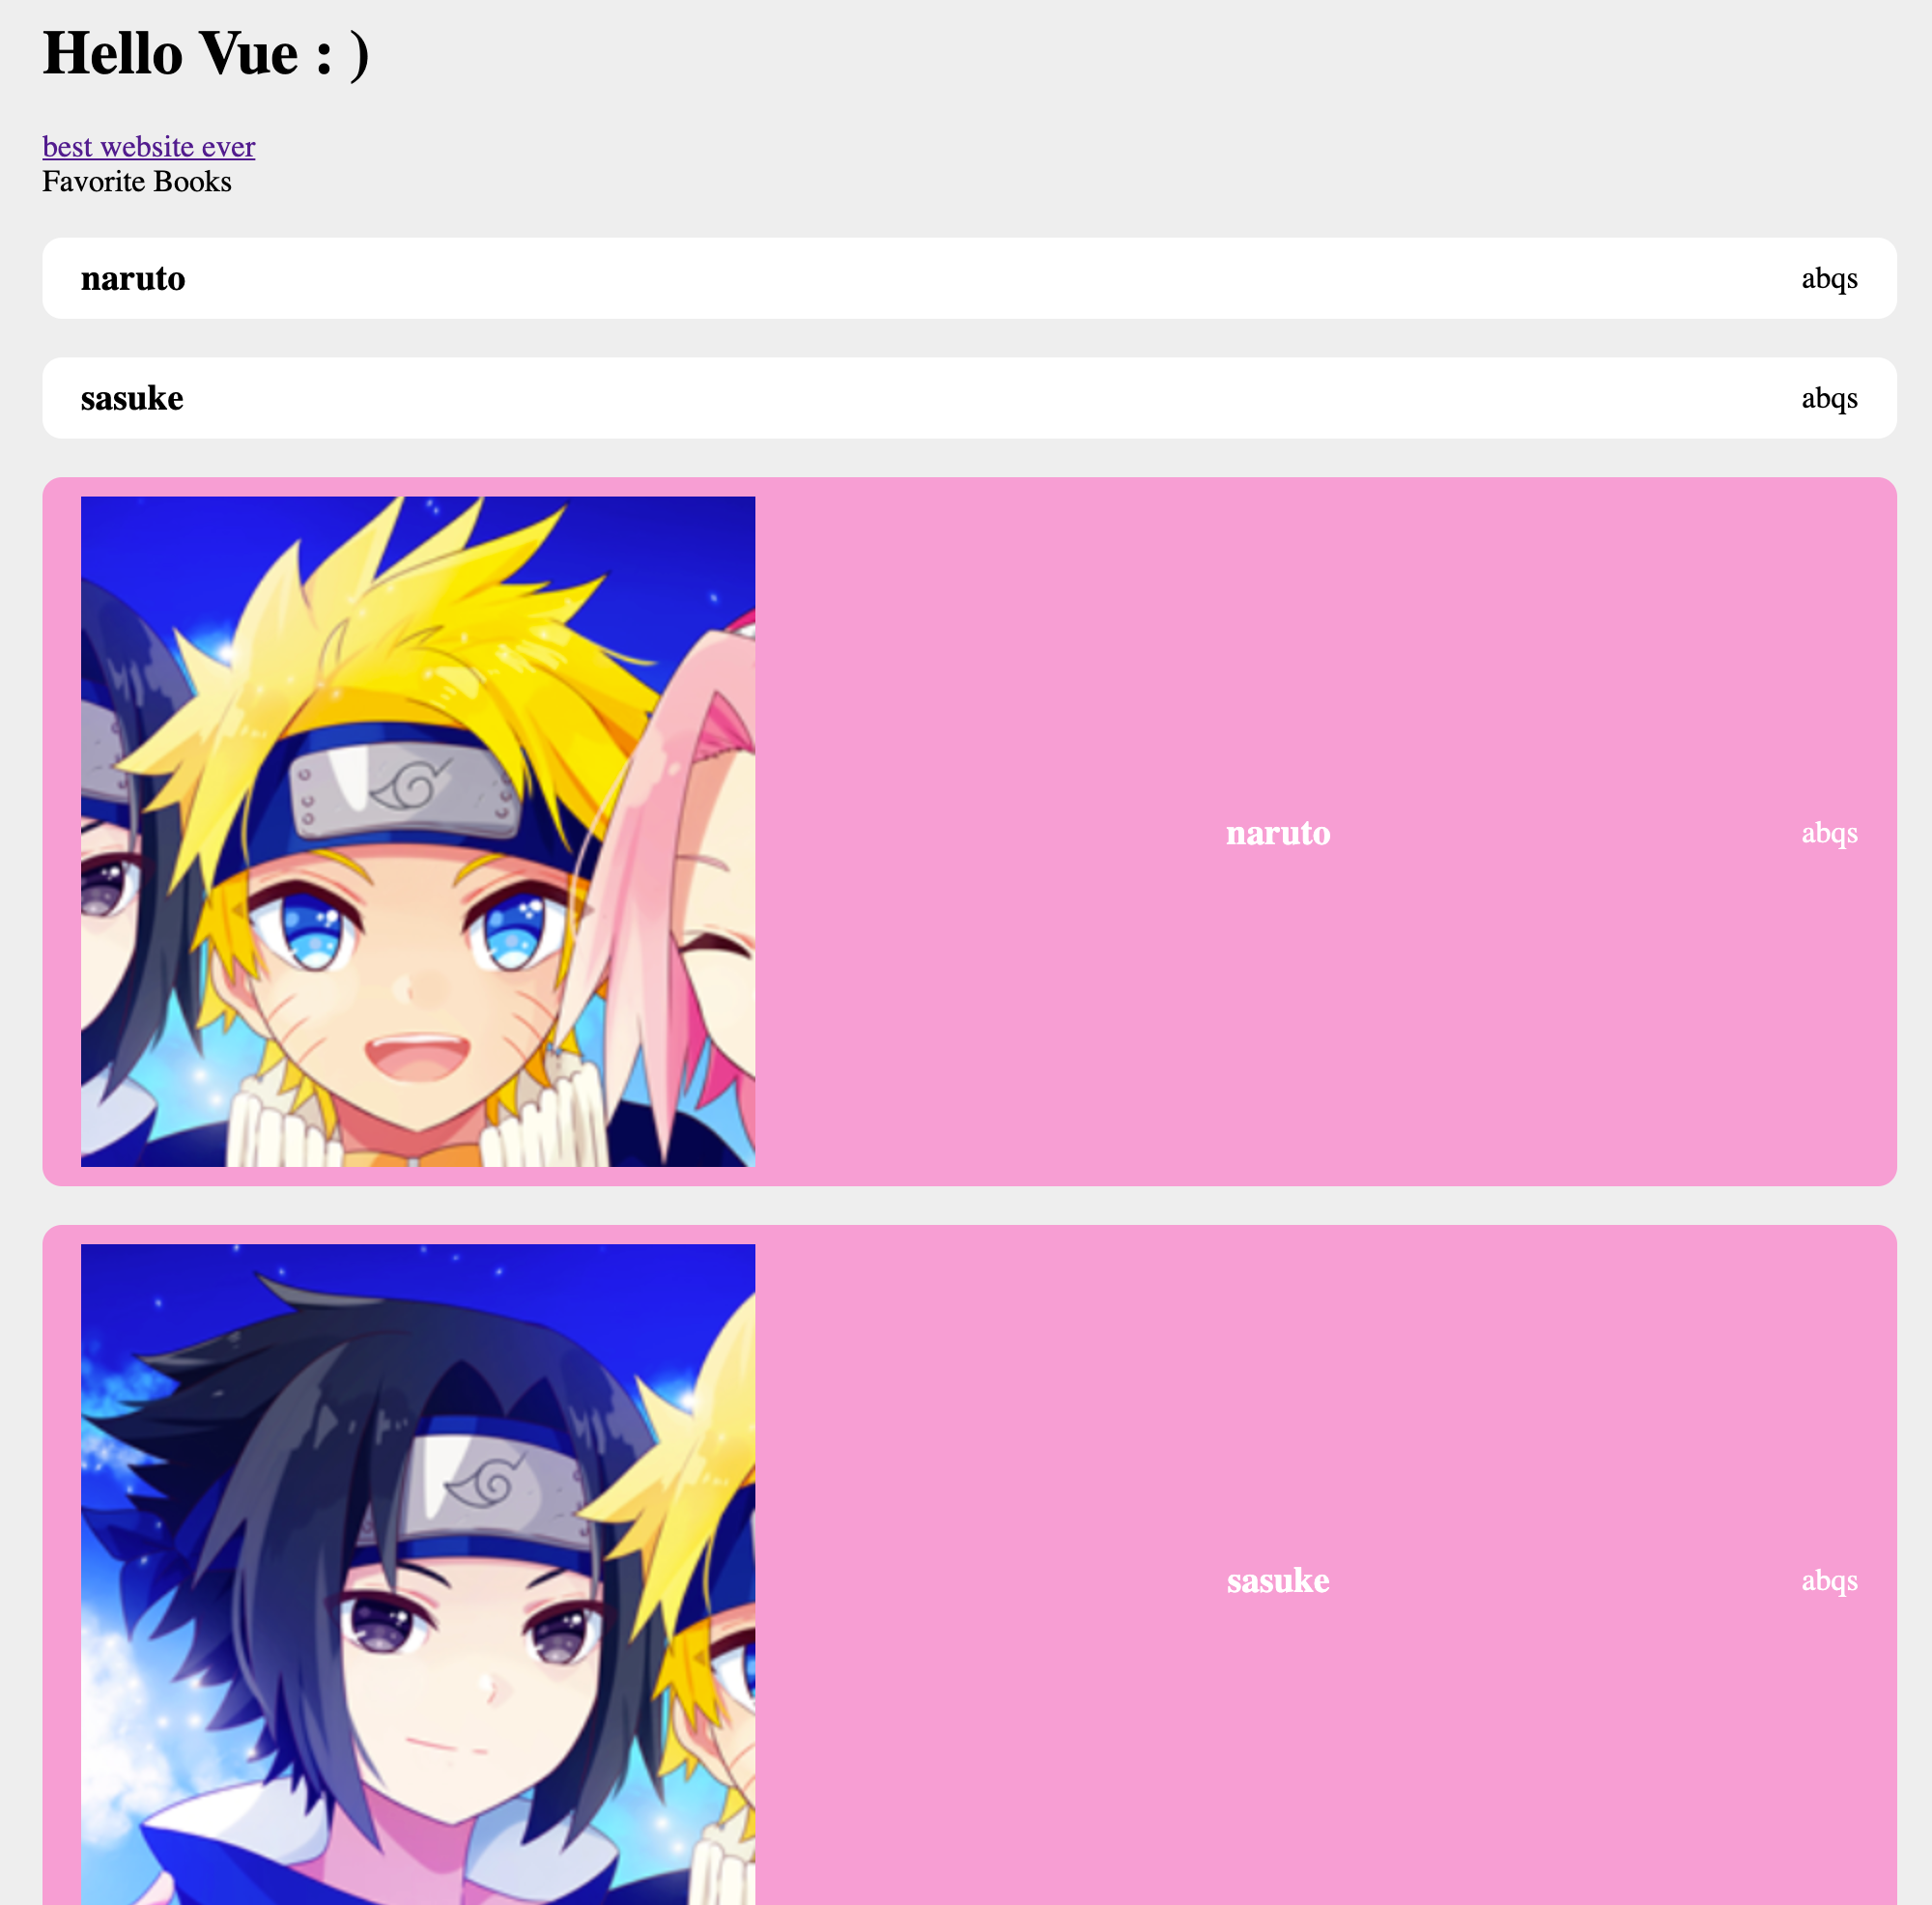 Hello Vue : )
best website ever
Favorite Books
naruto abqs
sasuke abqs
naruto abqs
sasuke abqs